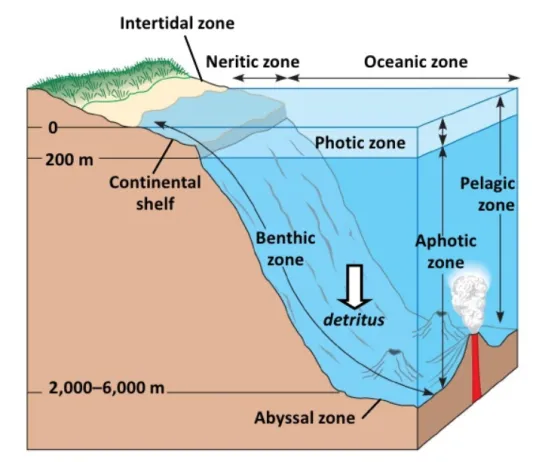 Intertidal zone
Neritic zone
Oceanic zone
0
Photic zone
200 m
Continental
shelf
Pelagic
zone
Benthic
zone
Aphotic
zone
detritus
2,000–6,000 m
Abyssal zone